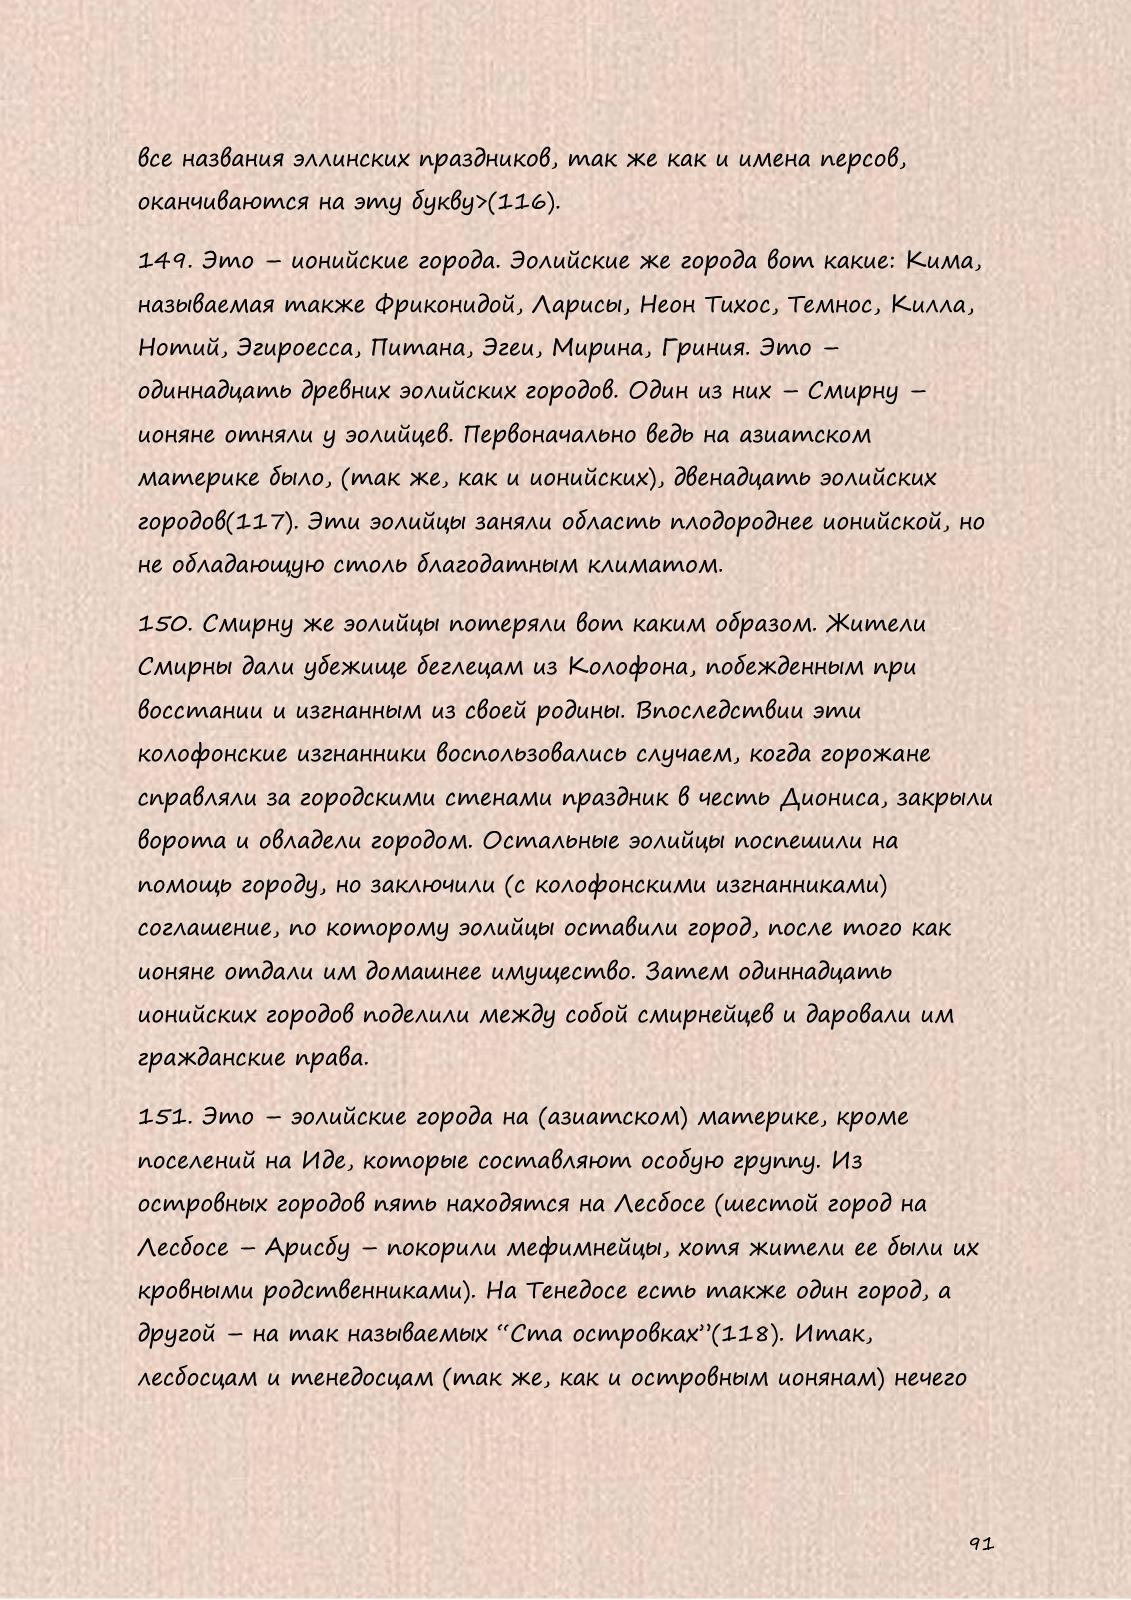 все названия эллинских праздников, так же как и имена персов,
оканчиваются на эту букву>(116).
149. Это – ионийские города. Эолийские же города вот какие: Кима,
называемая также Фриконидой, Ларисы, Неон Тихос, Темнос, Килла,
Нотий, Эгироесса, Питана, Эгеи, Мирина, Гриния. Это –
одиннадцать древних эолийских городов. Один из них – Смирну –
ионяне отняли у эолийцев. Первоначально ведь на азиатском
материке было, (так же, как и ионийских), двенадцать эолийских
городов(117). Эти эолийцы заняли область плодороднее ионийской, но
не обладающую столь благодатным климатом.
150. Смирну же эолийцы потеряли вот каким образом. Жители
Смирны дали убежище беглецам из Колофона, побежденным при
восстании и изгнанным из своей родины. Впоследствии эти
колофонские изгнанники воспользовались случаем, когда горожане
справляли за городскими стенами праздник в честь Диониса, закрыли
ворота и овладели городом. Остальные эолийцы поспешили на
помощь городу, но заключили (с колофонскими изгнанниками)
соглашение, по которому эолийцы оставили город, после того как
ионяне отдали им домашнее имущество. Затем одиннадцать
ионийских городов поделили между собой смирнейцев и даровали им
гражданские права.
151. Это – эолийские города на (азиатском) материке, кроме
поселений на Иде, которые составляют особую группу. Из
островных городов пять находятся на Лесбосе (шестой город на
Лесбосе – Арисбу – покорили мефимнейцы, хотя жители ее были их
кровными родственниками). На Тенедосе есть также один город, а
другой – на так называемых “Ста островках”(118). Итак,
лесбосцам и тенедосцам (так же, как и островным ионянам) нечего
91